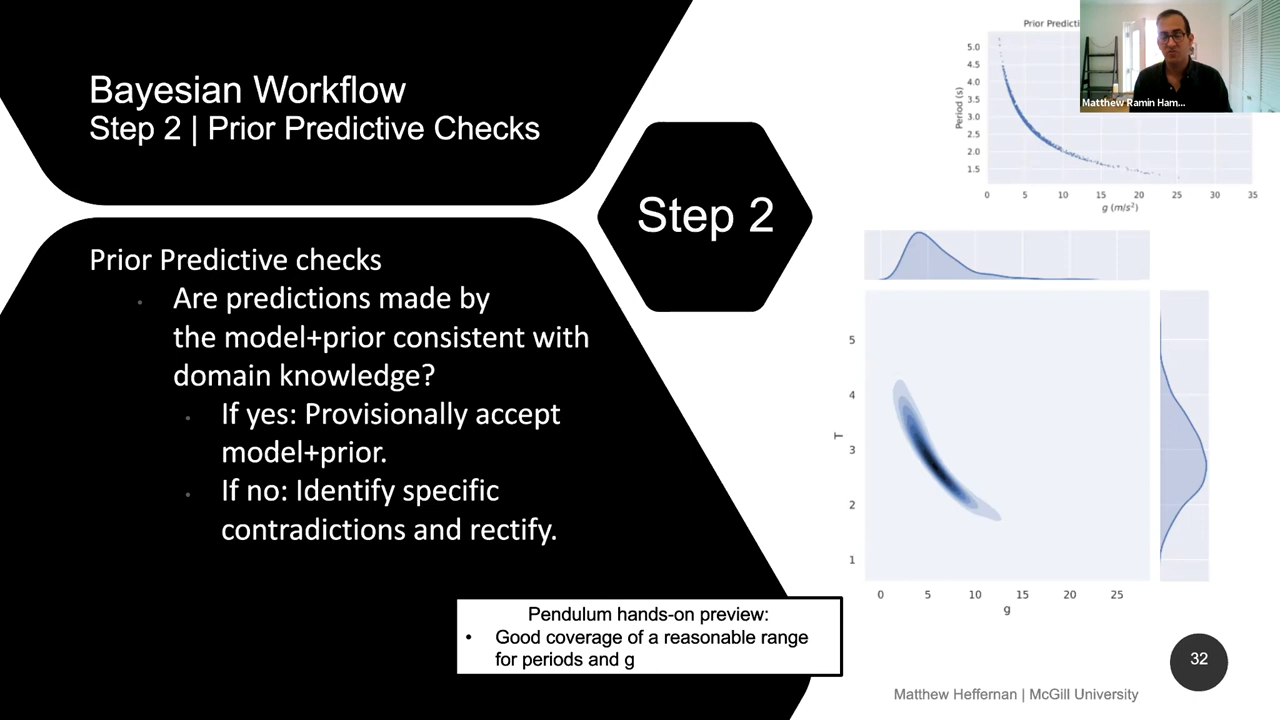 Bayesian Workflow
Step 2 | Prior Predictive Checks
Step 2
Prior Predictive checks
Are predictions made by
the model+prior consistent with
domain knowledge?
If yes: Provisionally accept
model+prior.
If no: Identify specific
contradictions and rectify.
Pendulum hands-on preview:
• Good coverage of a reasonable range
for periods and g
Prior Predicti
Period (s)
5.0
4.5
4.0
3.5
3.0
2.5
2.0
1.5
0 5 10 15 20 25 30 35
g (m/s²)
Matthew Ramin Ham...
T
5
4
3
2
1
0 5 10 15 20 25
g
32
Matthew Heffernan | McGill University